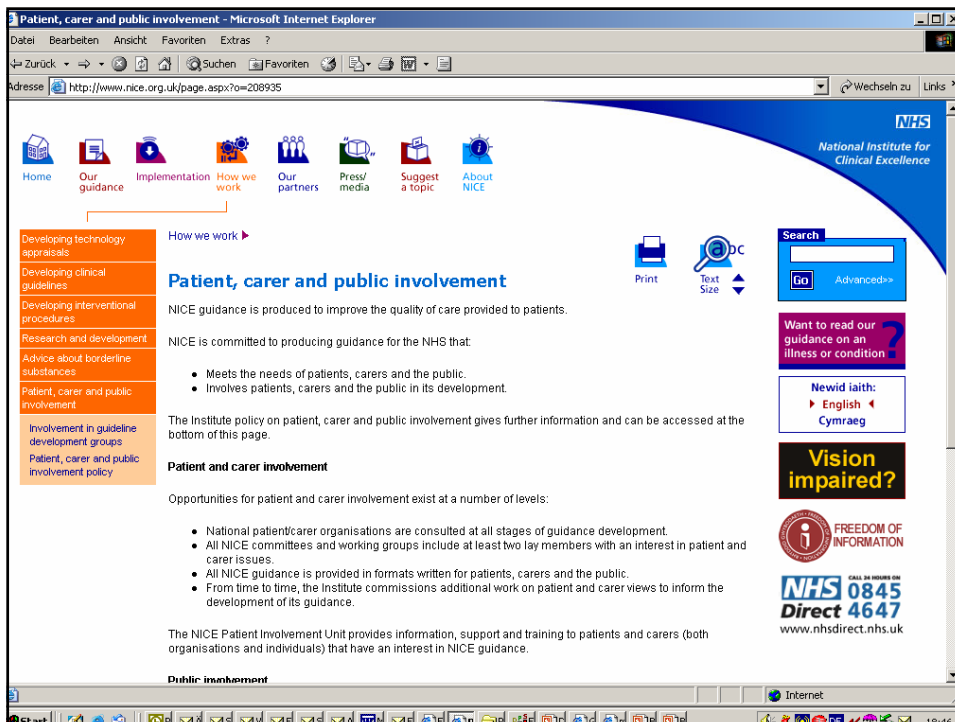 Patient, carer and public involvement - Microsoft Internet Explorer
Datei Bearbeiten Ansicht Favoriten Extras ?
Zurück Suchen Favoriten
Adresse http://www.nice.org.uk/page.aspx?o=208935 Wechseln zu Links
NHS
National Institute for
Clinical Excellence
Home
Our
guidance
Implementation
How we
work
Our
partners
Press/
media
Suggest
a topic
About
NICE
Developing technology
appraisals
Developing clinical
guidelines
Developing interventional
procedures
Research and development
Advice about borderline
substances
Patient, carer and public
involvement
Involvement in guideline
development groups
Patient, carer and public
involvement policy
How we work
Print
abc
Text
Size
Patient, carer and public involvement
NICE guidance is produced to improve the quality of care provided to patients.
NICE is committed to producing guidance for the NHS that:
• Meets the needs of patients, carers and the public.
• Involves patients, carers and the public in its development.
The Institute policy on patient, carer and public involvement gives further information and can be accessed at the
bottom of this page.
Patient and carer involvement
Opportunities for patient and carer involvement exist at a number of levels:
• National patient/carer organisations are consulted at all stages of guidance development.
• All NICE committees and working groups include at least two lay members with an interest in patient and
carer issues.
• All NICE guidance is provided in formats written for patients, carers and the public.
• From time to time, the Institute commissions additional work on patient and carer views to inform the
development of its guidance.
The NICE Patient Involvement Unit provides information, support and training to patients and carers (both
organisations and individuals) that have an interest in NICE guidance.
Public involvement
Search
Go Advanced>>
Want to read our
guidance on an
illness or condition ?
Newid iaith:
English
Cymraeg
Vision
impaired?
FREEDOM OF
INFORMATION
NHS
Direct
CALL 24 HOURS ON
0845
4647
www.nhsdirect.nhs.uk
Internet
Start
DE
18:46